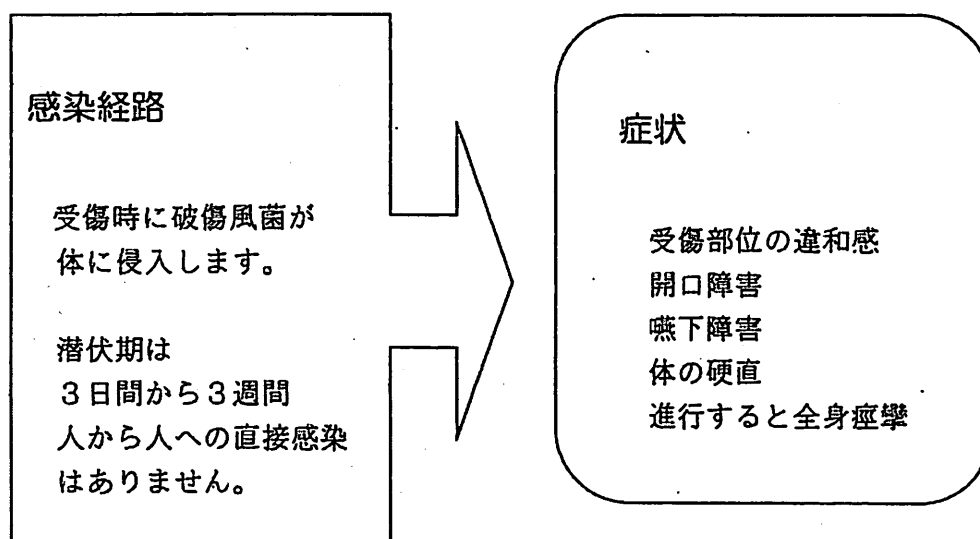 感染経路
受傷時に破傷風菌が
体に侵入します。
潜伏期は
３日間から３週間
人から人への直接感染
はありません。
症状
受傷部位の違和感
開口障害
嚥下障害
体の硬直
進行すると全身痙攣